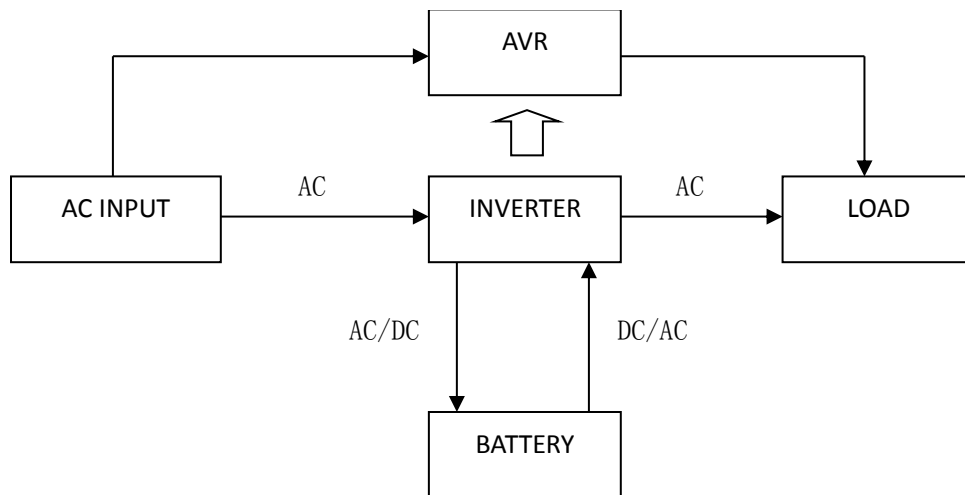 AVR
AC INPUT
AC
INVERTER
AC
LOAD
AC/DC
DC/AC
BATTERY